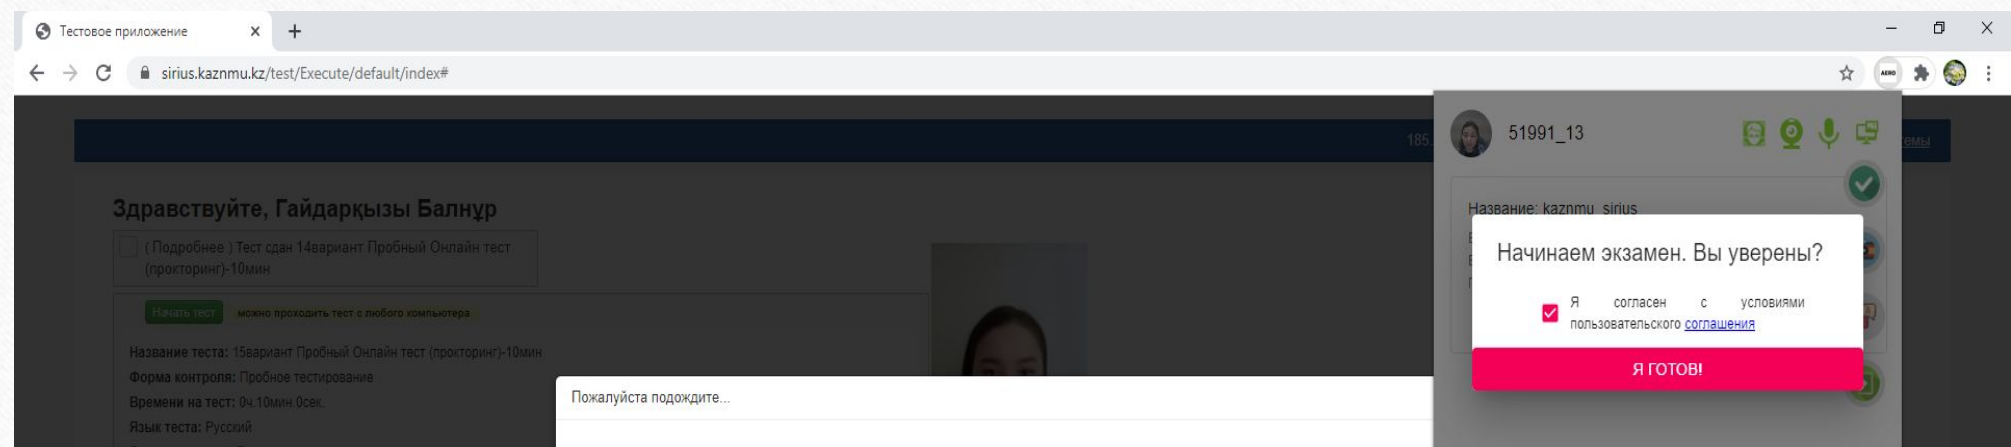 Тестовое приложение
sirius.kaznmu.kz/test/Execute/default/index#
AERO
185.
емы
51991_13
Здравствуйте, Гайдарқызы Балнұр
( Подробнее ) Тест сдан 14вариант Пробный Онлайн тест
(прокторинг)-10мин
Начать тест можно проходить тест с любого компьютера
Название теста: 15вариант Пробный Онлайн тест (прокторинг)-10мин
Форма контроля: Пробное тестирование
Времени на тест: 0ч.10мин.0сек.
Язык теста: Русский
Пожалуйста подождите...
Название: kaznmu_sirius
Начинаем экзамен. Вы уверены?
Я согласен с условиями
пользовательского соглашения
Я ГОТОВ!